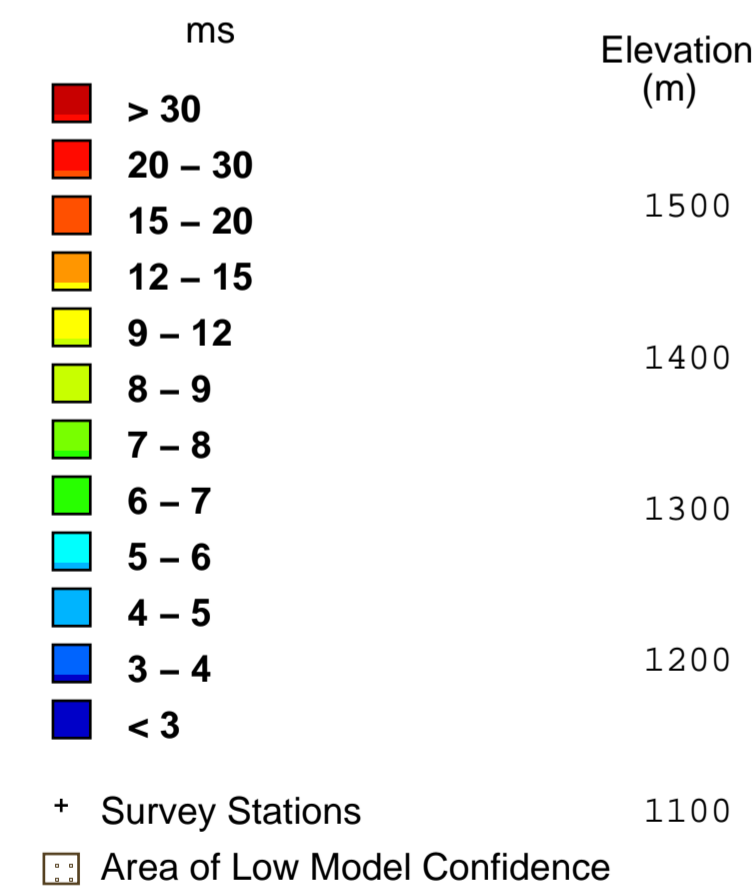 ms
> 30
20 – 30
15 – 20
12 – 15
9 – 12
8 – 9
7 – 8
6 – 7
5 – 6
4 – 5
3 – 4
< 3
+ Survey Stations
Area of Low Model Confidence
Elevation
(m)
1500
1400
1300
1200
1100